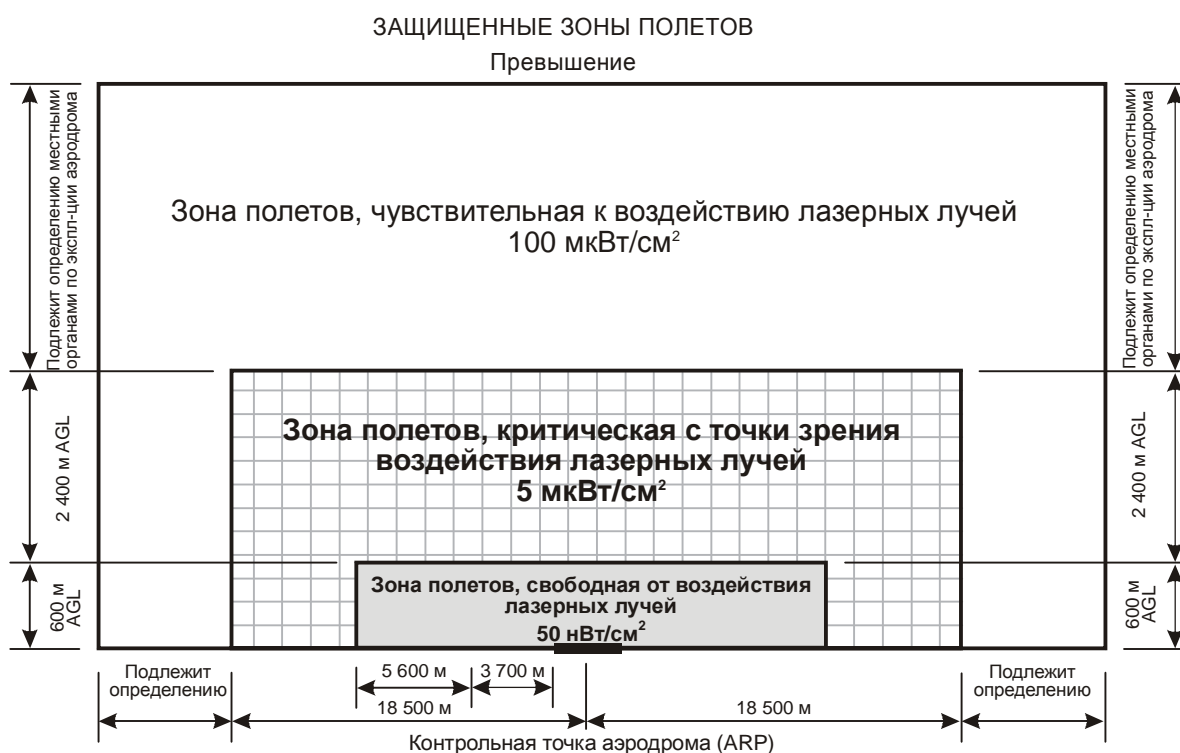 ЗАЩИЩЕННЫЕ ЗОНЫ ПОЛЕТОВ
Превышение
Подлежит определению местными
органами по экспл-ции аэродрома
Зона полетов, чувствительная к воздействию лазерных лучей
100 мкВт/см²
Подлежит определению местными
органами по экспл-ции аэродрома
2 400 м AGL
Зона полетов, критическая с точки зрения
воздействия лазерных лучей
5 мкВт/см²
2 400 м AGL
600 м
AGL
Зона полетов, свободная от воздействия
лазерных лучей
50 нВт/см²
600 м
AGL
Подлежит
определению
5 600 м
3 700 м
Подлежит
определению
18 500 м
18 500 м
Контрольная точка аэродрома (ARP)